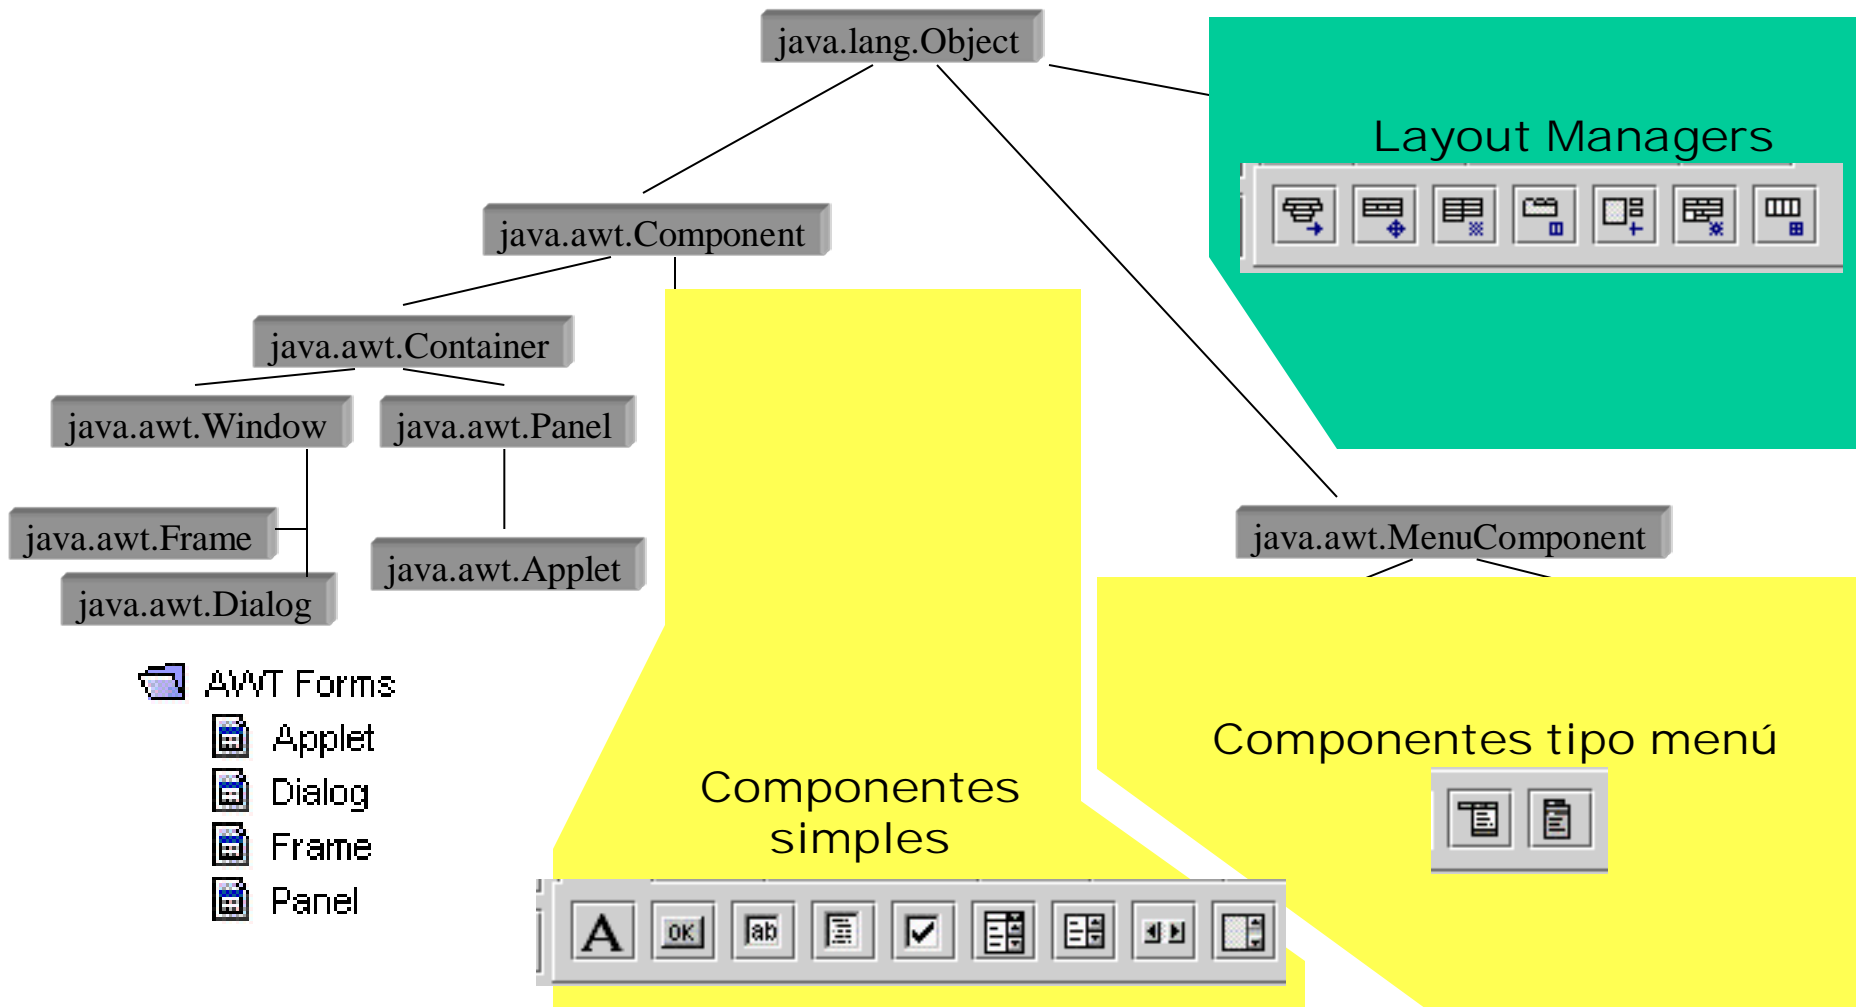 java.lang.Object
Layout Managers
java.awt.Component
java.awt.Container
java.awt.Window
java.awt.Panel
java.awt.Frame
java.awt.MenuComponent
java.awt.Applet
java.awt.Dialog
AWT Forms
Applet
Dialog
Frame
Panel
Componentes tipo menú
Componentes
simples
A
OK
ab